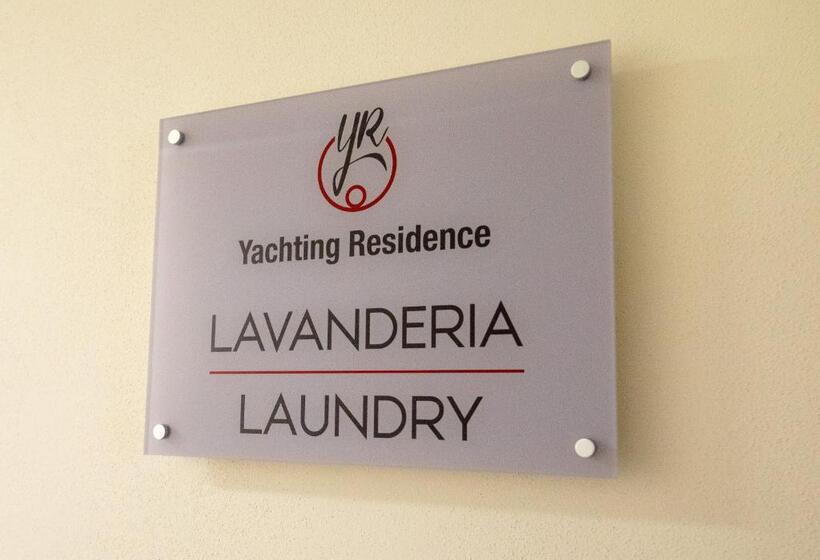 YR
Yachting Residence
LAVANDERIA
LAUNDRY